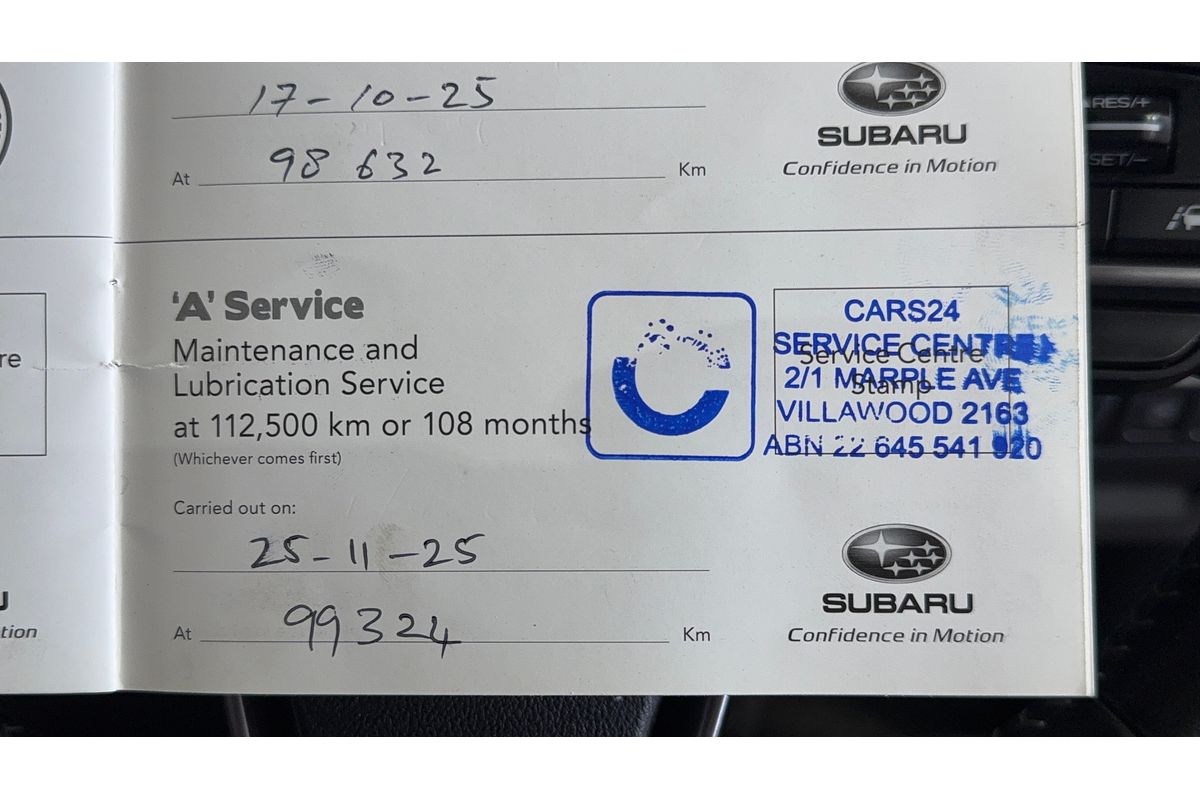 17-10-25
At 98 632 Km
SUBARU
Confidence in Motion
re
tion
'A' Service
Maintenance and
Lubrication Service
at 112,500 km or 108 months
(Whichever comes first)
Service Centre
Stamp
CARS24
SERVICE CENTRE
2/1 MARPLE AVE
VILLAWOOD 2163
ABN 22 645 541 920
Carried out on:
25-11-25
At 99324 Km
SUBARU
Confidence in Motion
RES/+
SET/-